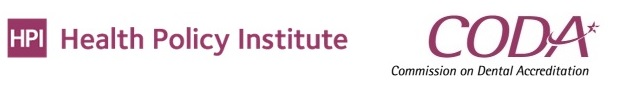 HPI Health Policy Institute
CODA
Commission on Dental Accreditation